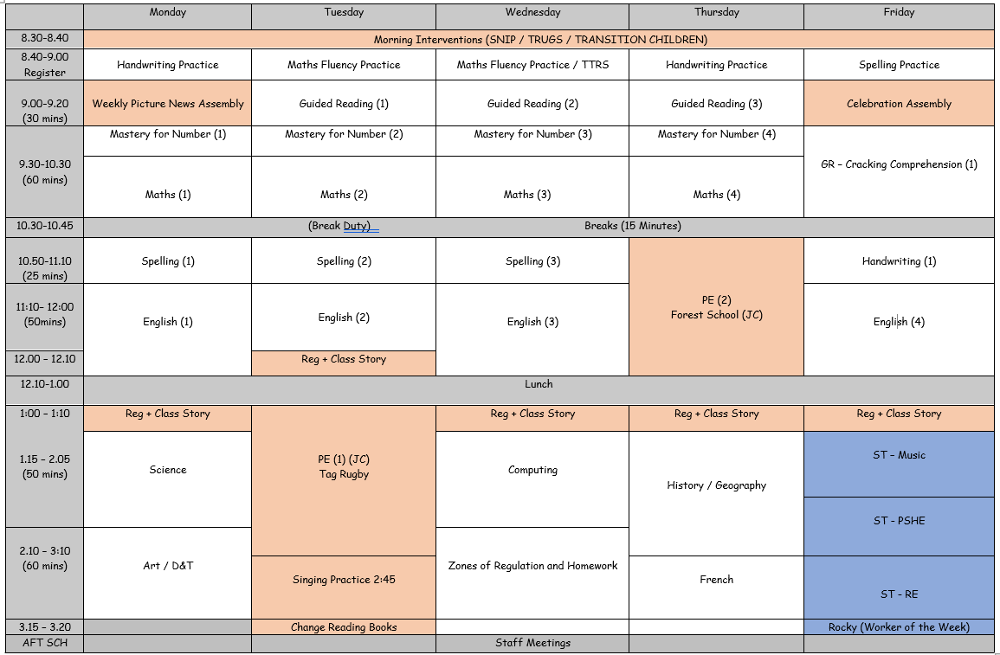 Monday Tuesday Wednesday Thursday Friday
8.30-8.40 Morning Interventions (SNIP / TRUGS / TRANSITION CHILDREN)
8.40-9.00
Register
Handwriting Practice
Maths Fluency Practice
Maths Fluency Practice / TTRS
Handwriting Practice
Spelling Practice
9.00-9.20
(30 mins)
Weekly Picture News Assembly
Guided Reading (1)
Guided Reading (2)
Guided Reading (3)
Celebration Assembly
9.30-10.30
(60 mins)
Mastery for Number (1)
Mastery for Number (2)
Mastery for Number (3)
Mastery for Number (4)
GR – Cracking Comprehension (1)
Maths (1)
Maths (2)
Maths (3)
Maths (4)
10.30-10.45 (Break Duty) Breaks (15 Minutes)
10.50-11.10
(25 mins)
Spelling (1)
Spelling (2)
Spelling (3)
PE (2)
Forest School (JC)
Handwriting (1)
11:10– 12:00
(50mins)
English (1)
English (2)
English (3)
English (4)
12.00 – 12.10
Reg + Class Story
12.10-1.00 Lunch
1:00 – 1:10
Reg + Class Story
Reg + Class Story
Reg + Class Story
Reg + Class Story
1.15 – 2.05
(50 mins)
Science
PE (1) (JC)
Tag Rugby
Computing
History / Geography
ST – Music
ST – PSHE
2.10 – 3:10
(60 mins)
Art / D&T
Singing Practice 2:45
Zones of Regulation and Homework
French
ST – RE
3.15 – 3.20
Change Reading Books
Rocky (Worker of the Week)
AFT SCH Staff Meetings